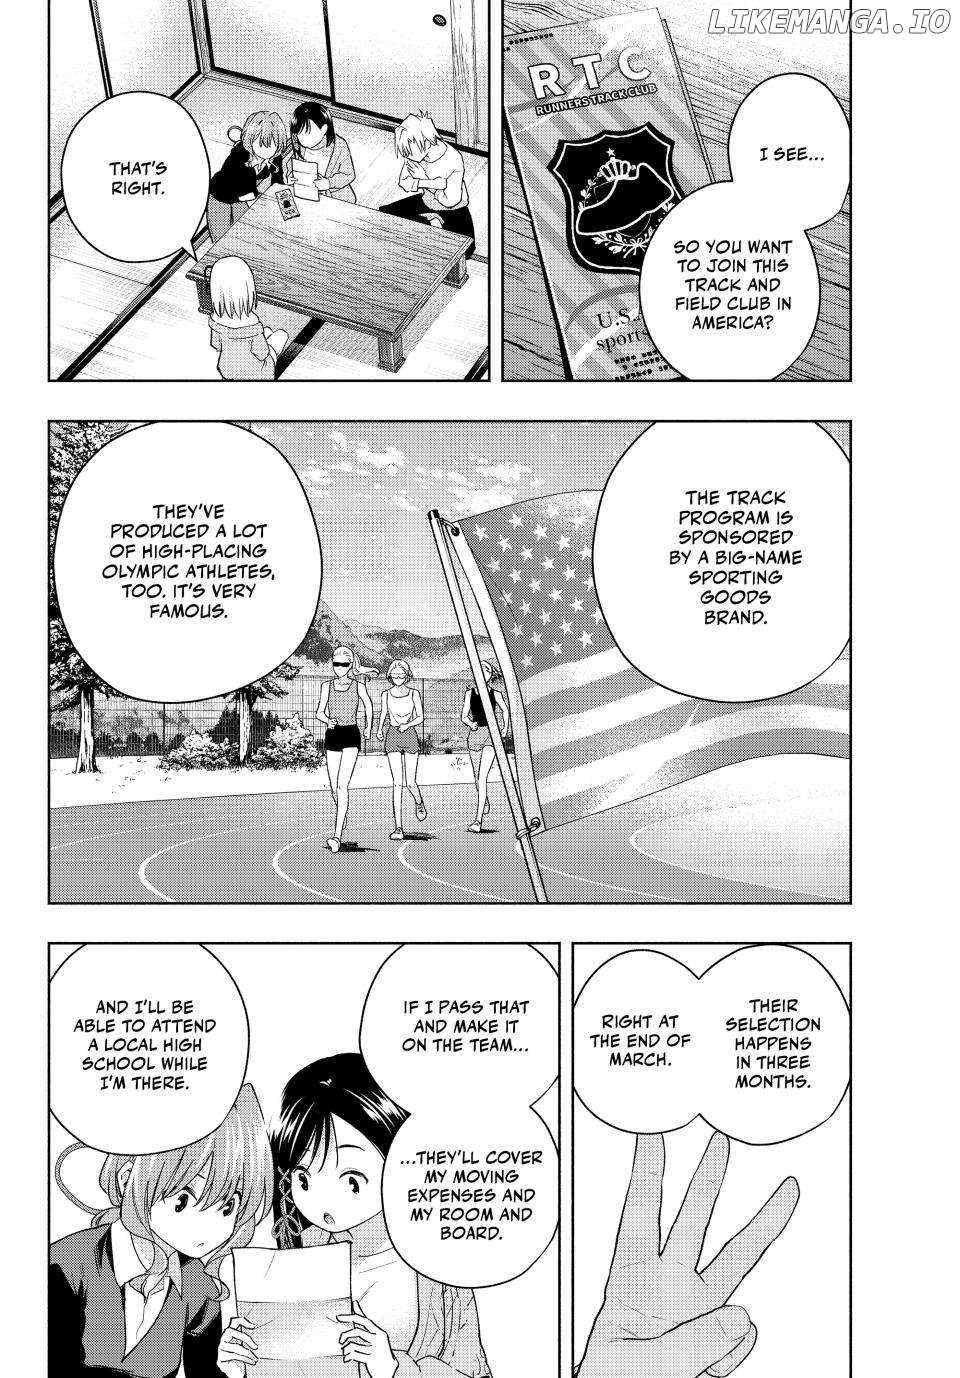 LIKEMANGA.IO
I SEE...
SO YOU WANT
TO JOIN THIS
TRACK AND
FIELD CLUB IN
AMERICA?
RTC
RUNNERS TRACK CLUB
U.S.
sports
THAT'S
RIGHT.
THE TRACK
PROGRAM IS
SPONSORED
BY A BIG-NAME
SPORTING
GOODS
BRAND.
THEY'VE
PRODUCED A LOT
OF HIGH-PLACING
OLYMPIC ATHLETES,
TOO. IT'S VERY
FAMOUS.
THEIR
SELECTION
HAPPENS
IN THREE
MONTHS.
RIGHT AT
THE END OF
MARCH.
IF I PASS THAT
AND MAKE IT
ON THE TEAM...
...THEY'LL COVER
MY MOVING
EXPENSES AND
MY ROOM AND
BOARD.
AND I'LL BE
ABLE TO ATTEND
A LOCAL HIGH
SCHOOL WHILE
I'M THERE.